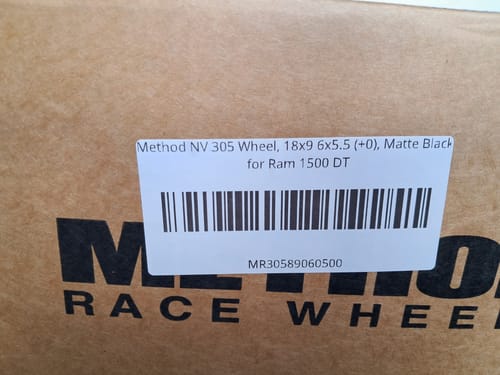 Method NV 305 Wheel, 18x9 6x5.5 (+0), Matte Black
for Ram 1500 DT
MR30589060500
RACE WHEE